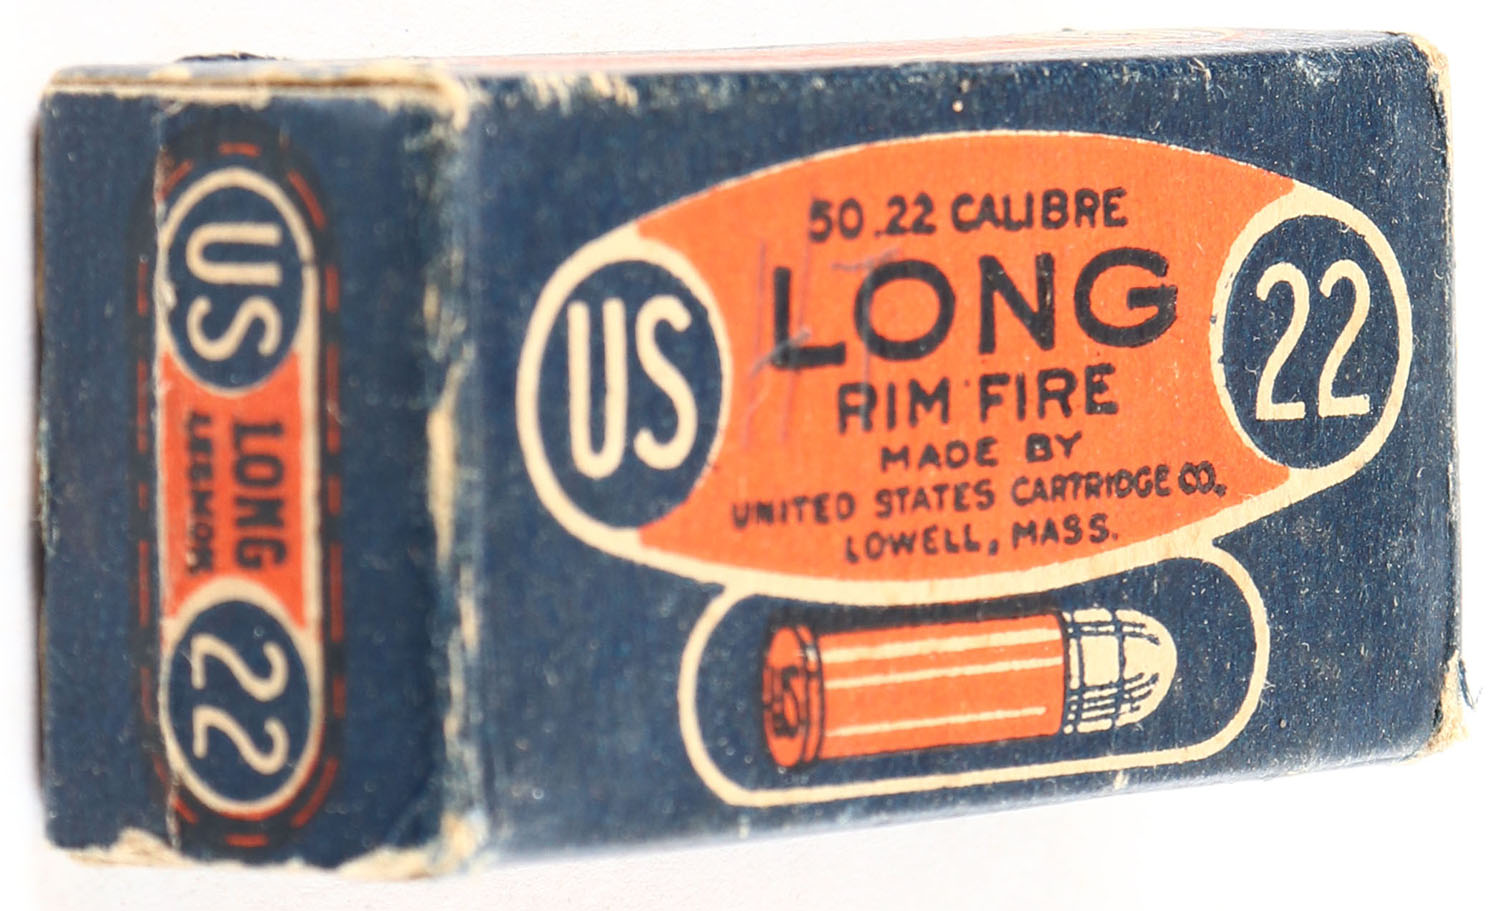 US
LONG
22
50 .22 CALIBRE
LONG
RIM FIRE
MADE BY
UNITED STATES CARTRIDGE CO.
LOWELL, MASS.
US
22
US